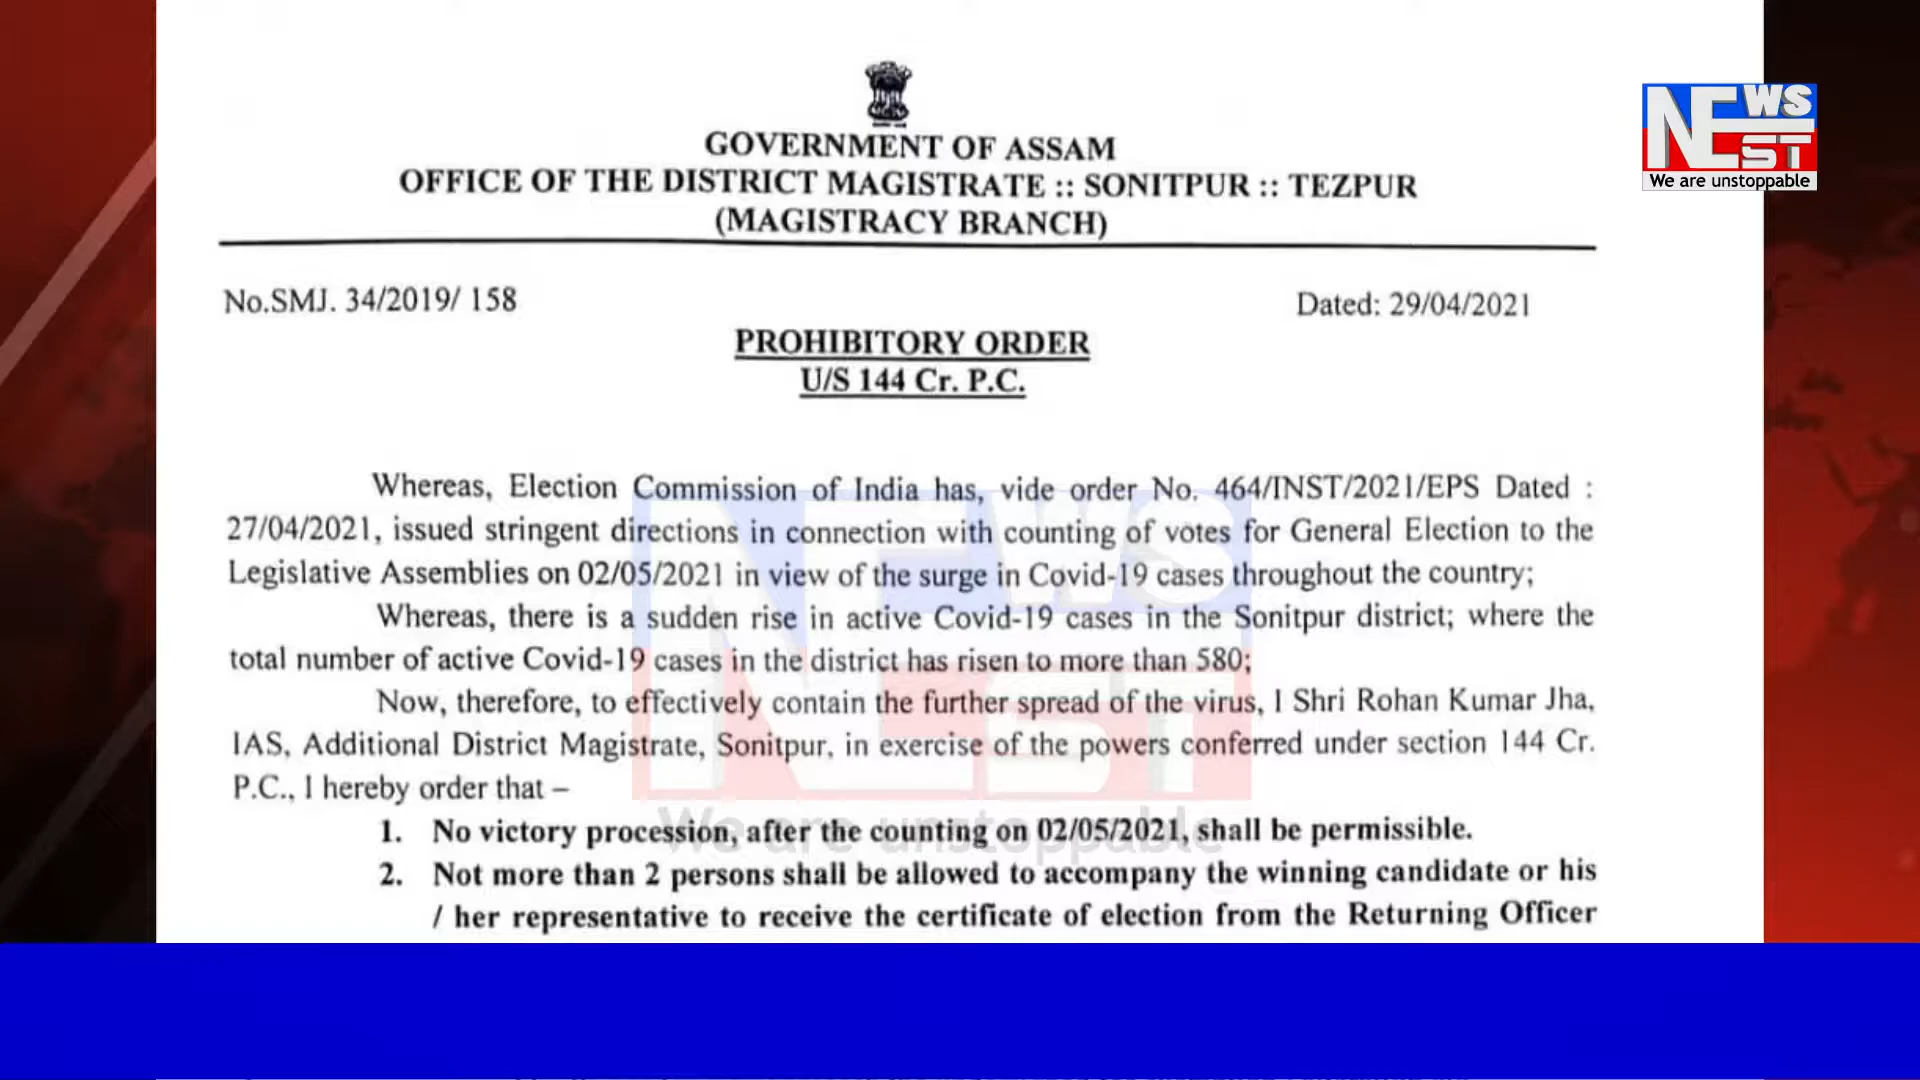 GOVERNMENT OF ASSAM
OFFICE OF THE DISTRICT MAGISTRATE :: SONITPUR :: TEZPUR
(MAGISTRACY BRANCH)
NEWS
NEST
We are unstoppable
No.SMJ. 34/2019/ 158
Dated: 29/04/2021
PROHIBITORY ORDER
U/S 144 Cr. P.C.
Whereas, Election Commission of India has, vide order No. 464/INST/2021/EPS Dated :
27/04/2021, issued stringent directions in connection with counting of votes for General Election to the
Legislative Assemblies on 02/05/2021 in view of the surge in Covid-19 cases throughout the country;
Whereas, there is a sudden rise in active Covid-19 cases in the Sonitpur district; where the
total number of active Covid-19 cases in the district has risen to more than 580;
Now, therefore, to effectively contain the further spread of the virus, I Shri Rohan Kumar Jha,
IAS, Additional District Magistrate, Sonitpur, in exercise of the powers conferred under section 144 Cr.
P.C., I hereby order that –
1. No victory procession, after the counting on 02/05/2021, shall be permissible.
2. Not more than 2 persons shall be allowed to accompany the winning candidate or his
/ her representative to receive the certificate of election from the Returning Officer
NEWS
NEST
We are unstoppable